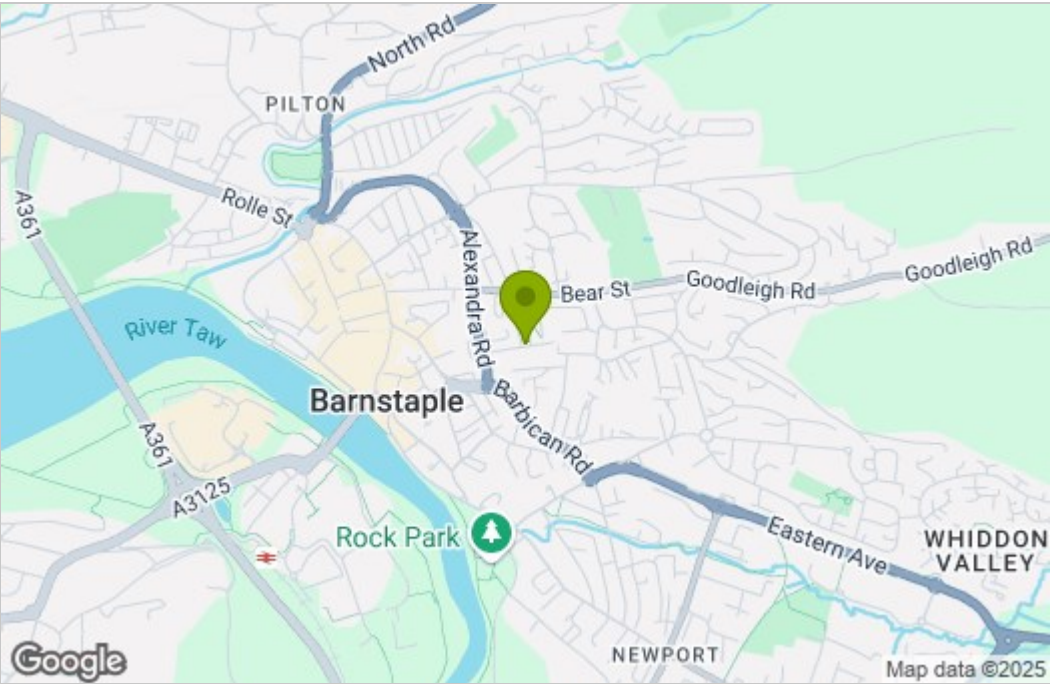 North Rd
PILTON
Rolle St
A361
Alexandra Rd
Goodleigh Rd
Bear St
Goodleigh Rd
River Taw
Barnstaple
Barbican Rd
A361
A3125
Rock Park
Eastern Ave
WHIDDON
VALLEY
NEWPORT
Google
Map data ©2025